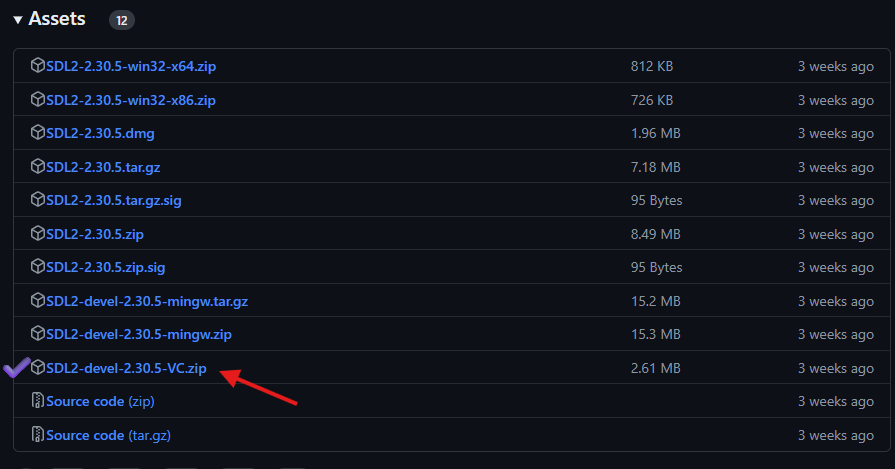 Assets 12
SDL2-2.30.5-win32-x64.zip 812 KB 3 weeks ago
SDL2-2.30.5-win32-x86.zip 726 KB 3 weeks ago
SDL2-2.30.5.dmg 1.96 MB 3 weeks ago
SDL2-2.30.5.tar.gz 7.18 MB 3 weeks ago
SDL2-2.30.5.tar.gz.sig 95 Bytes 3 weeks ago
SDL2-2.30.5.zip 8.49 MB 3 weeks ago
SDL2-2.30.5.zip.sig 95 Bytes 3 weeks ago
SDL2-devel-2.30.5-mingw.tar.gz 15.2 MB 3 weeks ago
SDL2-devel-2.30.5-mingw.zip 15.3 MB 3 weeks ago
SDL2-devel-2.30.5-VC.zip 2.61 MB 3 weeks ago
Source code (zip) 3 weeks ago
Source code (tar.gz) 3 weeks ago